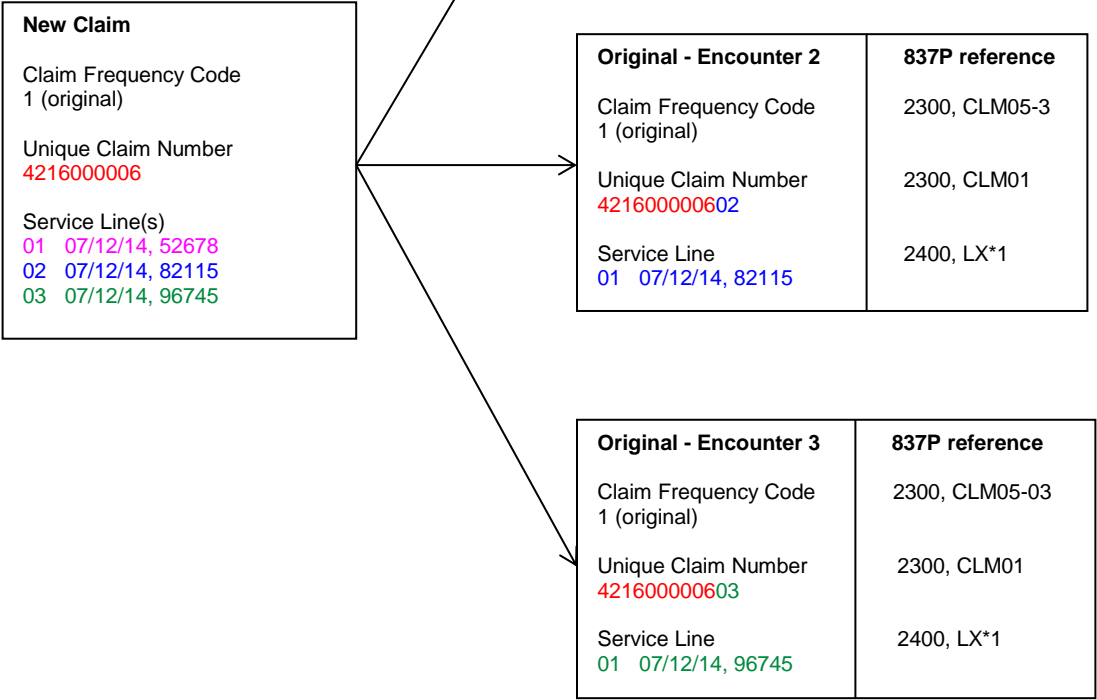 New Claim
Claim Frequency Code
1 (original)
Unique Claim Number
4216000006
Service Line(s)
01 07/12/14, 52678
02 07/12/14, 82115
03 07/12/14, 96745
Original - Encounter 2 837P reference
Claim Frequency Code 2300, CLM05-3
1 (original)
Unique Claim Number 2300, CLM01
421600000602
Service Line 2400, LX*1
01 07/12/14, 82115
Original - Encounter 3 837P reference
Claim Frequency Code 2300, CLM05-03
1 (original)
Unique Claim Number 2300, CLM01
421600000603
Service Line 2400, LX*1
01 07/12/14, 96745